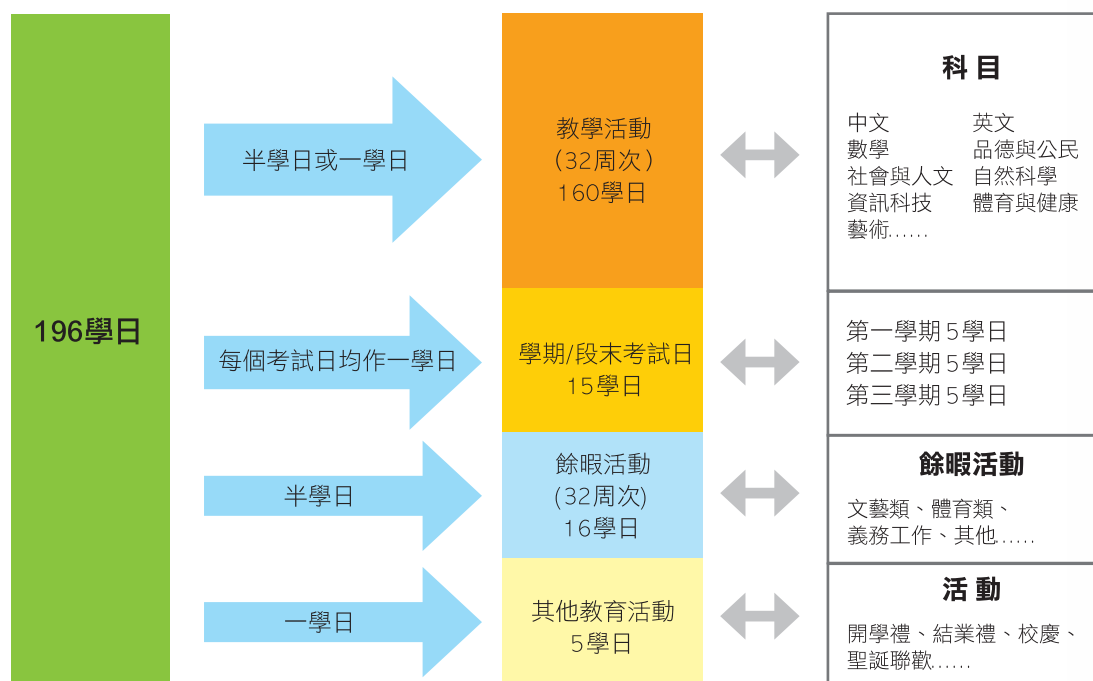 196學日
半學日或一學日
每個考試日均作一學日
半學日
一學日
教學活動
(32周次)
160學日
學期/段末考試日
15學日
餘暇活動
(32周次)
16學日
其他教育活動
5學日
科目
中文 英文
數學 品德與公民
社會與人文 自然科學
資訊科技 體育與健康
藝術......
第一學期5學日
第二學期5學日
第三學期5學日
餘暇活動
文藝類、體育類、
義務工作、其他......
活動
開學禮、結業禮、校慶、
聖誕聯歡......